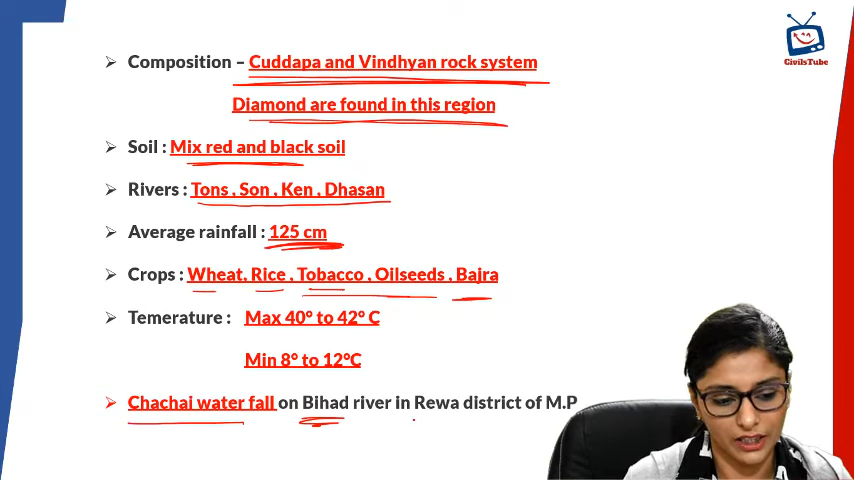 CivilsTube
Composition – Cuddapa and Vindhyan rock system
Diamond are found in this region
Soil : Mix red and black soil
Rivers : Tons , Son , Ken , Dhasan
Average rainfall : 125 cm
Crops : Wheat, Rice , Tobacco , Oilseeds , Bajra
Temerature : Max 40° to 42° C
Min 8° to 12°C
Chachai water fall on Bihad river in Rewa district of M.P